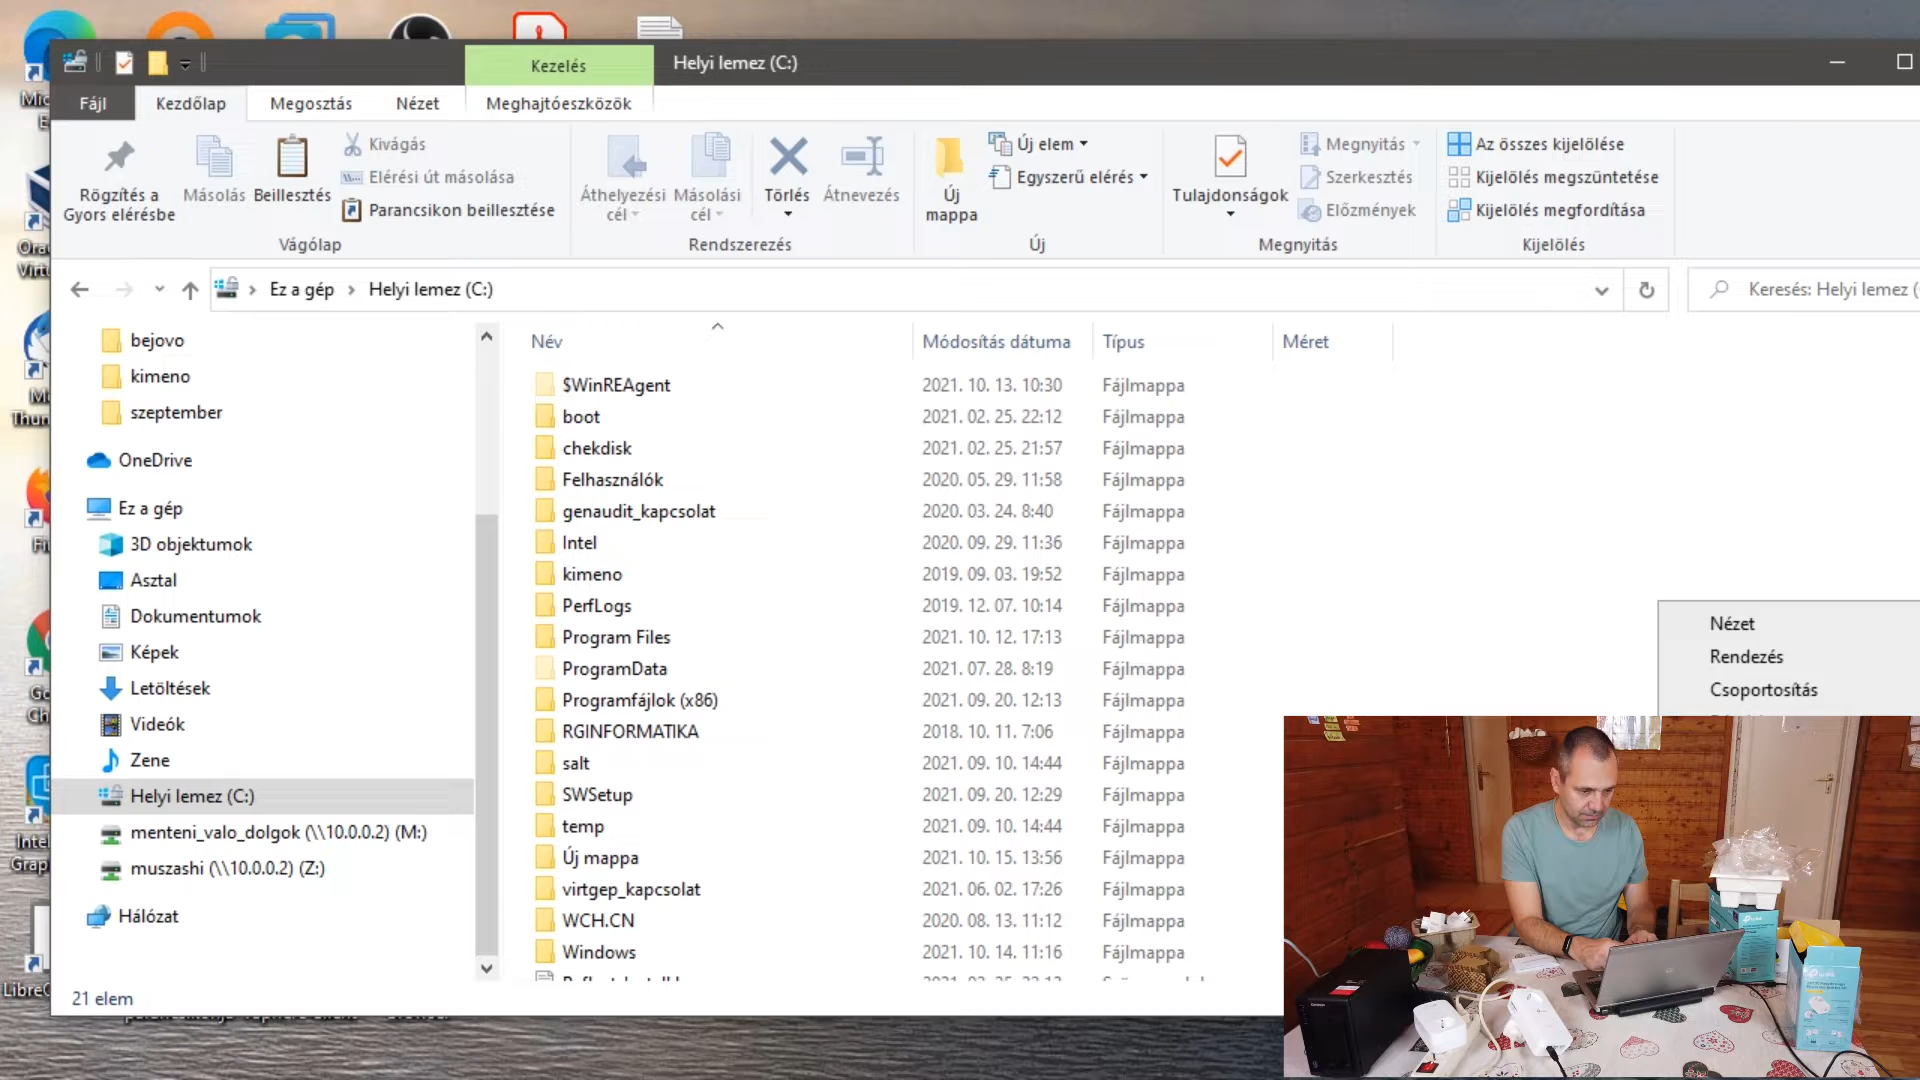 Kezelés
Helyi lemez (C:)
Fájl
Kezdőlap
Megosztás
Nézet
Meghajtóeszközök
Rögzítés a
Gyors elérésbe
Másolás
Beillesztés
Kivágás
Elérési út másolása
Parancsikon beillesztése
Vágólap
Áthelyezési
cél
Másolási
cél
Törlés
Átnevezés
Rendszerezés
Új
mappa
Új elem
Egyszerű elérés
Új
Tulajdonságok
Megnyitás
Szerkesztés
Előzmények
Megnyitás
Az összes kijelölése
Kijelölés megszüntetése
Kijelölés megfordítása
Kijelölés
Ez a gép
Helyi lemez (C:)
Keresés: Helyi lemez (
bejovo
kimeno
szeptember
OneDrive
Ez a gép
3D objektumok
Asztal
Dokumentumok
Képek
Letöltések
Videók
Zene
Helyi lemez (C:)
menteni_valo_dolgok (\\10.0.0.2) (M:)
muszashi (\\10.0.0.2) (Z:)
Hálózat
Név Módosítás dátuma Típus Méret
$WinREAgent 2021. 10. 13. 10:30 Fájlmappa
boot 2021. 02. 25. 22:12 Fájlmappa
chekdisk 2021. 02. 25. 21:57 Fájlmappa
Felhasználók 2020. 05. 29. 11:58 Fájlmappa
genaudit_kapcsolat 2020. 03. 24. 8:40 Fájlmappa
Intel 2020. 09. 29. 11:36 Fájlmappa
kimeno 2019. 09. 03. 19:52 Fájlmappa
PerfLogs 2019. 12. 07. 10:14 Fájlmappa
Program Files 2021. 10. 12. 17:13 Fájlmappa
ProgramData 2021. 07. 28. 8:19 Fájlmappa
Programfájlok (x86) 2021. 09. 20. 12:13 Fájlmappa
RGINFORMATIKA 2018. 10. 11. 7:06 Fájlmappa
salt 2021. 09. 10. 14:44 Fájlmappa
SWSetup 2021. 09. 20. 12:29 Fájlmappa
temp 2021. 09. 10. 14:44 Fájlmappa
Új mappa 2021. 10. 15. 13:56 Fájlmappa
virtgep_kapcsolat 2021. 06. 02. 17:26 Fájlmappa
WCH.CN 2020. 08. 13. 11:12 Fájlmappa
Windows 2021. 10. 14. 11:16 Fájlmappa
Nézet
Rendezés
Csoportosítás
21 elem